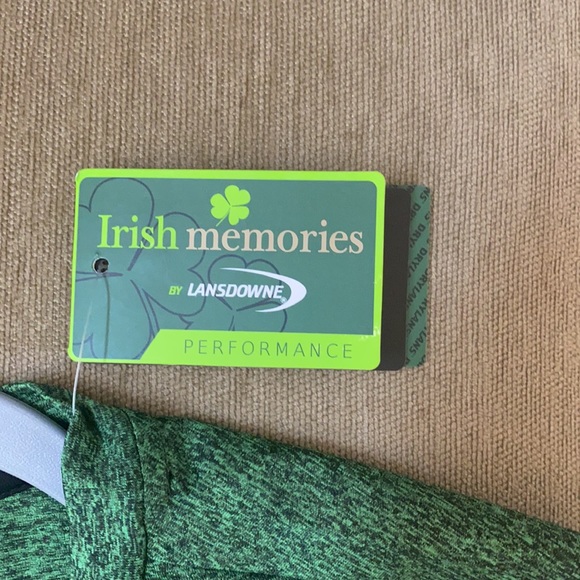 Irish memories
BY LANSDOWNE
PERFORMANCE